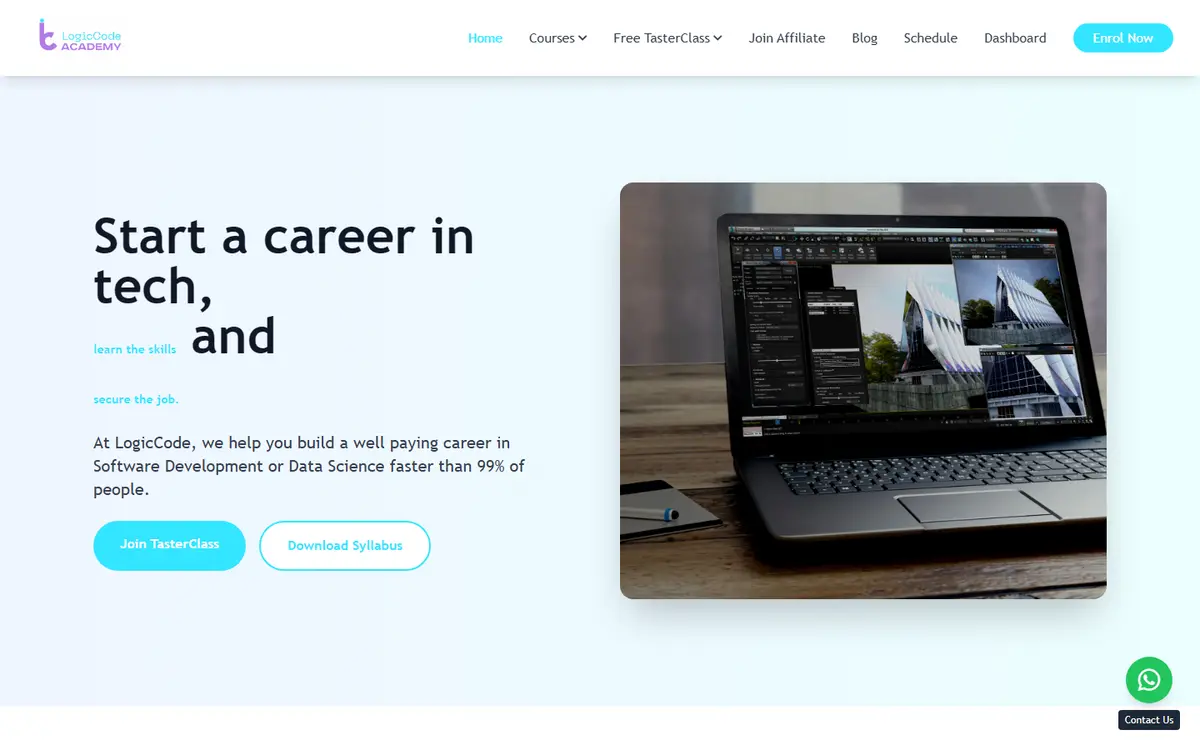 LogicCode
ACADEMY
Home
Courses
Free TasterClass
Join Affiliate
Blog
Schedule
Dashboard
Enrol Now
Start a career in
tech,
learn the skills and
secure the job.
At LogicCode, we help you build a well paying career in
Software Development or Data Science faster than 99% of
people.
Join TasterClass
Download Syllabus
Contact Us